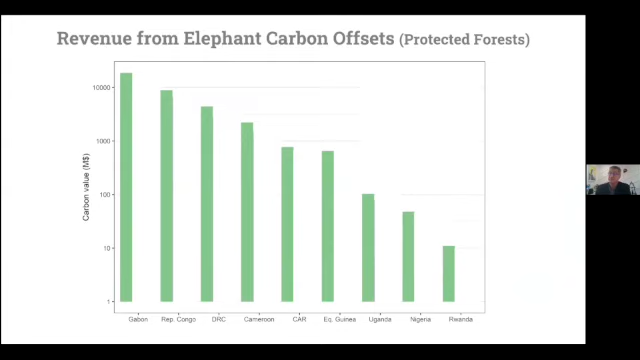 Revenue from Elephant Carbon Offsets (Protected Forests)
Carbon value (M$)
10000
1000
100
10
1
Gabon
Rep. Congo
DRC
Cameroon
CAR
Eq. Guinea
Uganda
Nigeria
Rwanda